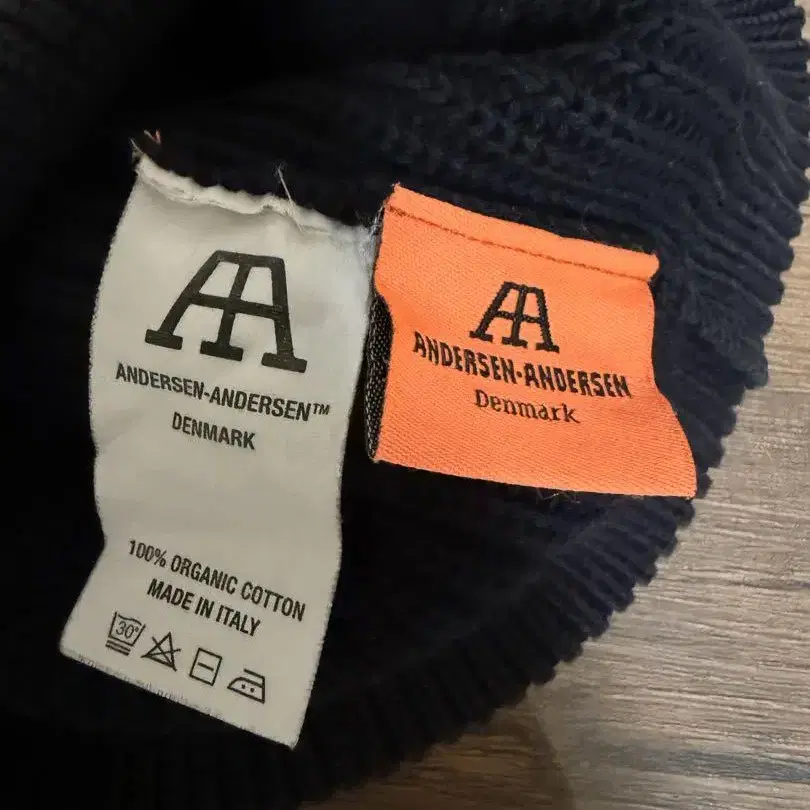 AA
ANDERSEN-ANDERSEN™
DENMARK
100% ORGANIC COTTON
MADE IN ITALY
30°
AA
ANDERSEN-ANDERSEN
Denmark